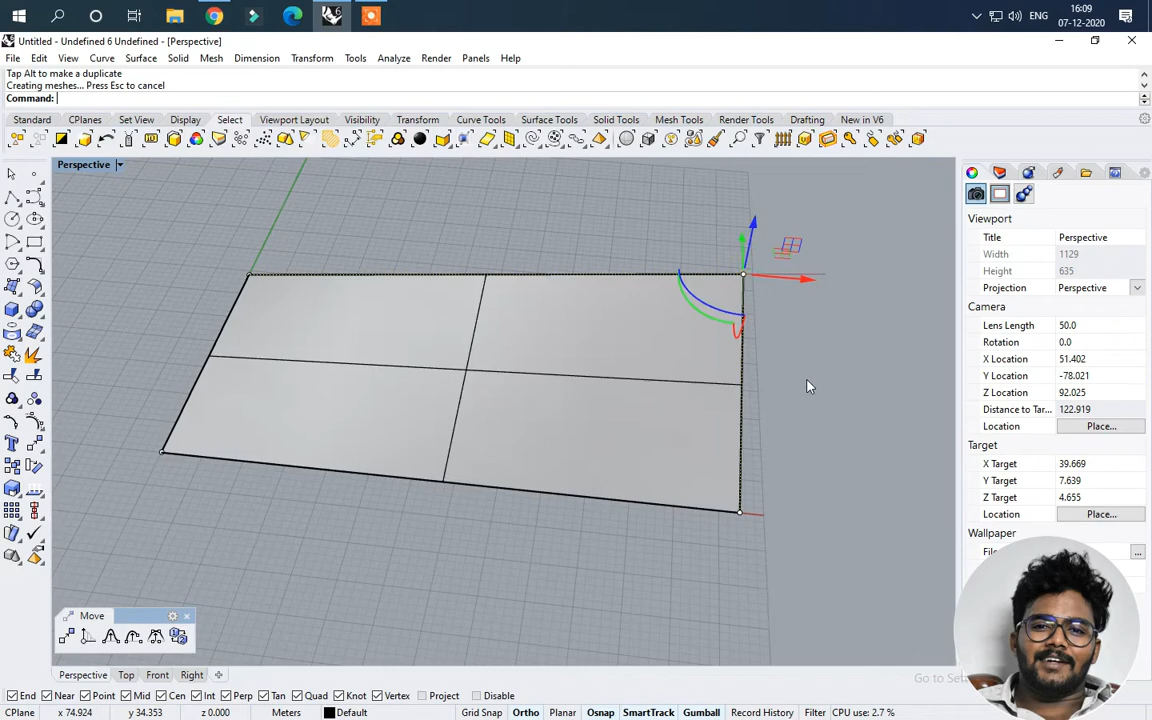 16:09
ENG
07-12-2020
Untitled - Undefined 6 Undefined - [Perspective]
File Edit View Curve Surface Solid Mesh Dimension Transform Tools Analyze Render Panels Help
Tap Alt to make a duplicate
Creating meshes... Press Esc to cancel
Command:
Standard CPlanes Set View Display Select Viewport Layout Visibility Transform Curve Tools Surface Tools Solid Tools Mesh Tools Render Tools Drafting New in V6
Perspective
Viewport
Title Perspective
Width 1129
Height 635
Projection Perspective
Camera
Lens Length 50.0
Rotation 0.0
X Location 51.402
Y Location -78.021
Z Location 92.025
Distance to Tar... 122.919
Location Place...
Target
X Target 39.669
Y Target 7.639
Z Target 4.655
Location Place...
Wallpaper
Move
Perspective Top Front Right
Go to Set
End Near Point Mid Cen Int Perp Tan Quad Knot Vertex Project Disable
CPlane x 74.924 y 34.353 z 0.000 Meters Default Grid Snap Ortho Planar Osnap SmartTrack Gumball Record History Filter CPU use: 2.7 %